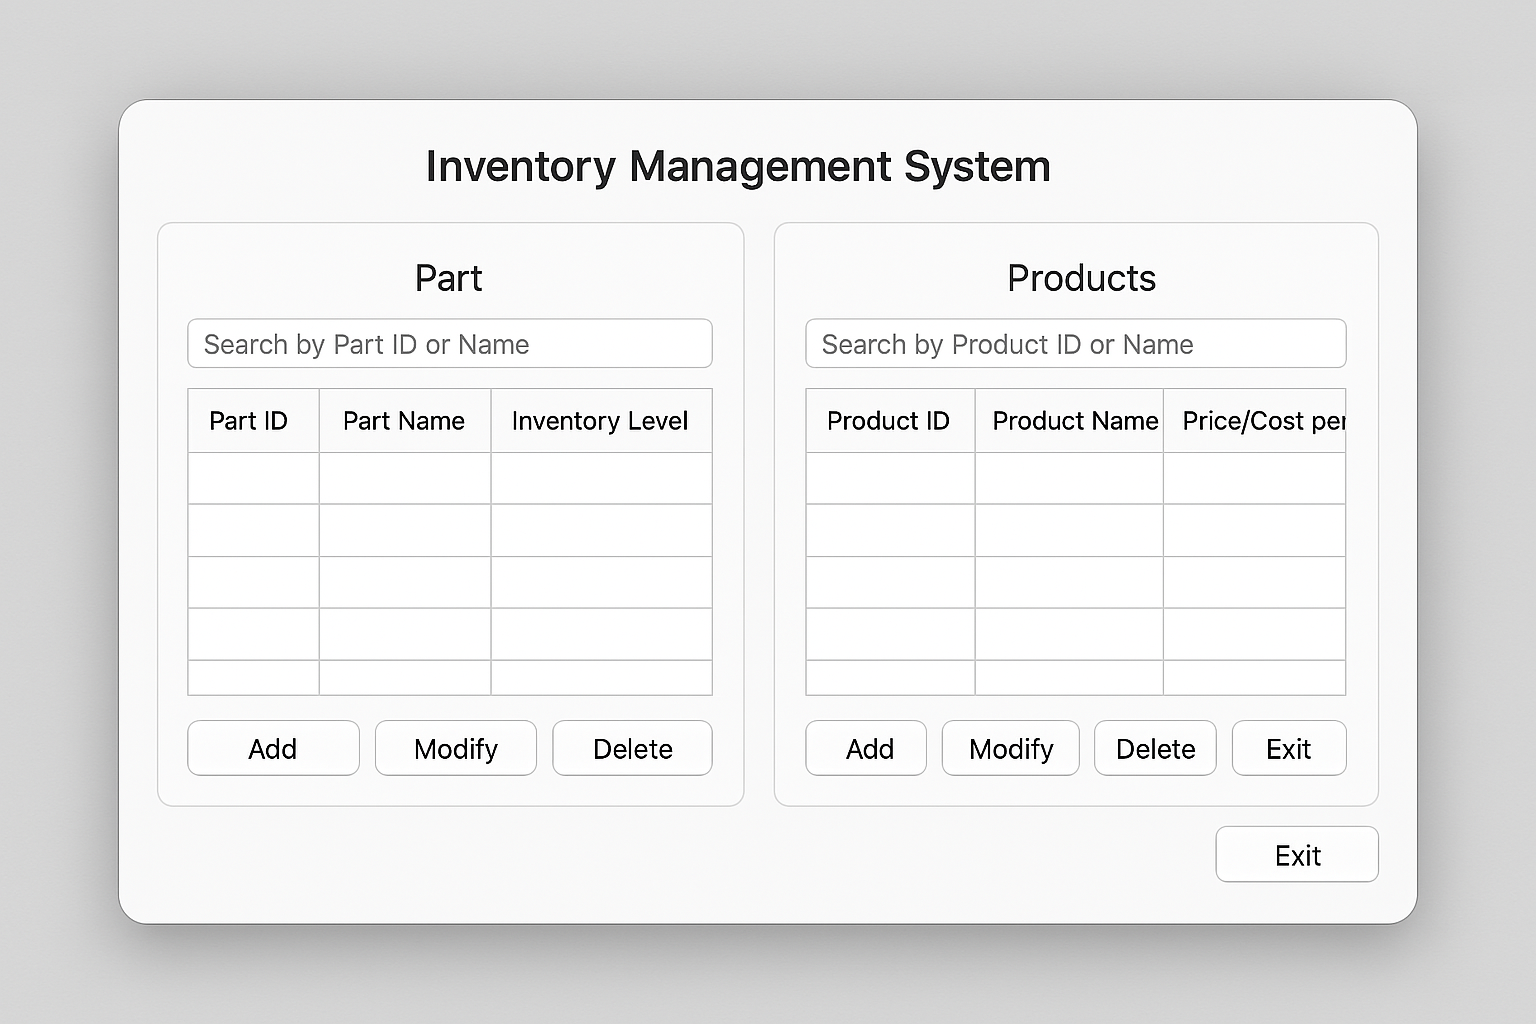 Inventory Management System
Part
Search by Part ID or Name
Part ID Part Name Inventory Level
Add Modify Delete
Products
Search by Product ID or Name
Product ID Product Name Price/Cost per
Add Modify Delete Exit
Exit